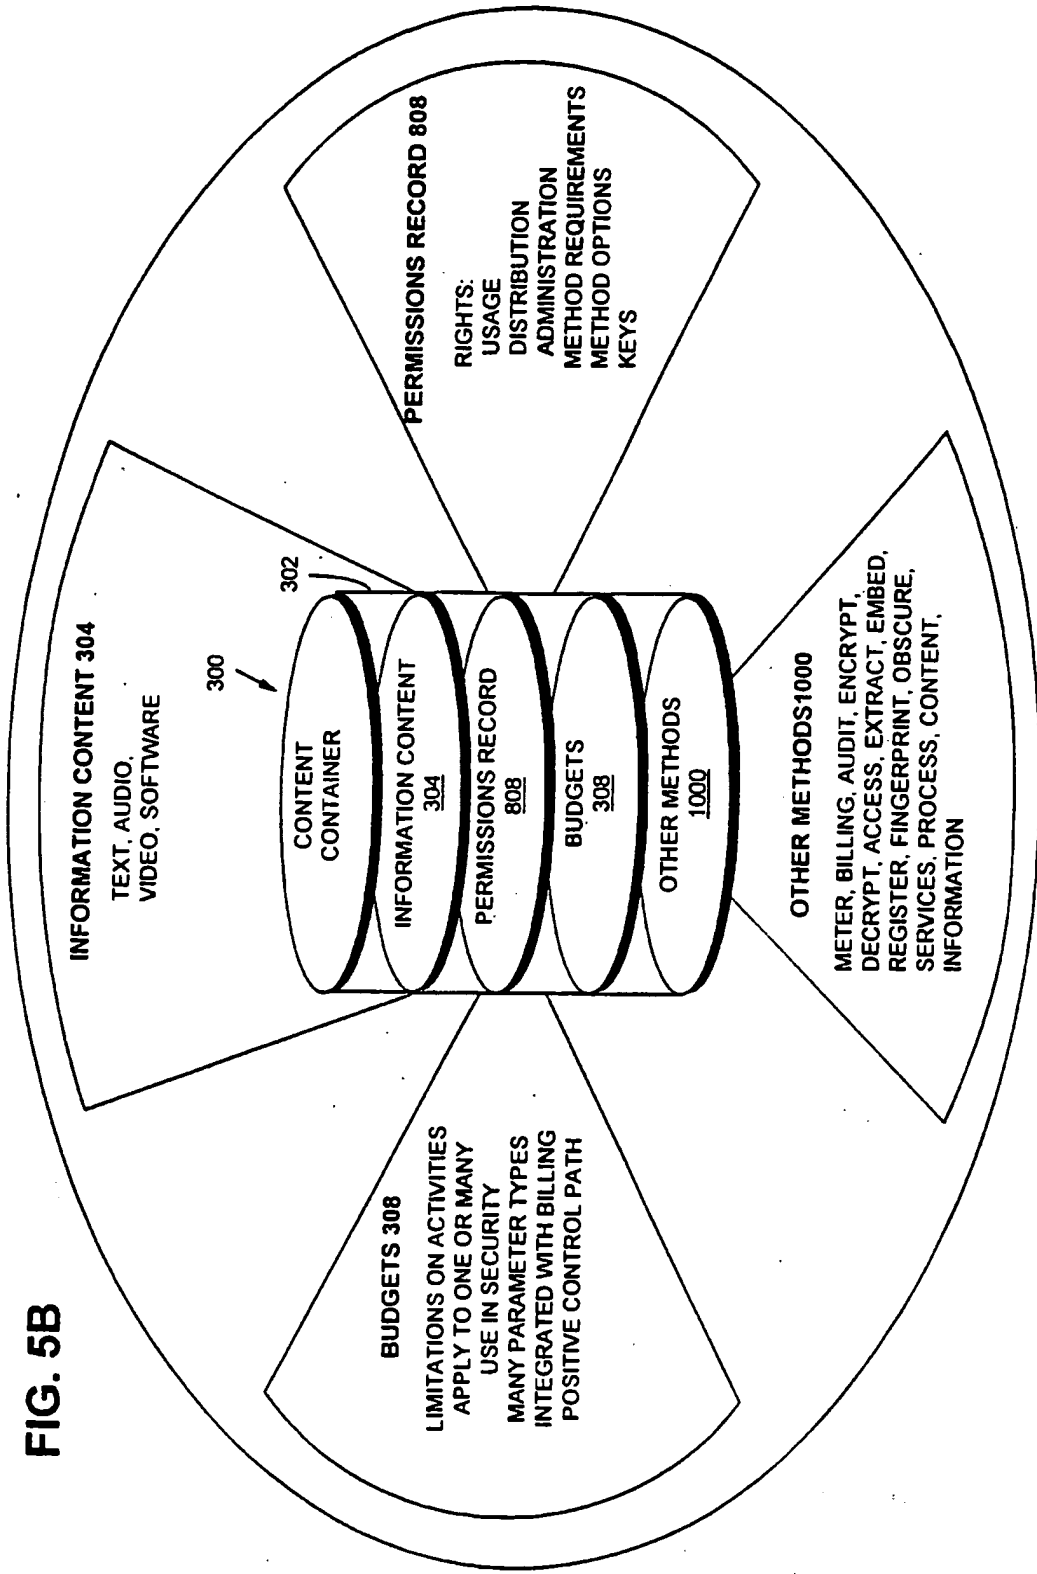 FIG. 5B
INFORMATION CONTENT 304
TEXT, AUDIO,
VIDEO, SOFTWARE
300
302
CONTENT
CONTAINER
INFORMATION CONTENT
304
PERMISSIONS RECORD
808
BUDGETS
308
OTHER METHODS
1000
BUDGETS 308
LIMITATIONS ON ACTIVITIES
APPLY TO ONE OR MANY
USE IN SECURITY
MANY PARAMETER TYPES
INTEGRATED WITH BILLING
POSITIVE CONTROL PATH
PERMISSIONS RECORD 808
RIGHTS:
USAGE
DISTRIBUTION
ADMINISTRATION
METHOD REQUIREMENTS
METHOD OPTIONS
KEYS
OTHER METHODS1000
METER, BILLING, AUDIT, ENCRYPT,
DECRYPT, ACCESS, EXTRACT, EMBED,
REGISTER, FINGERPRINT, OBSCURE,
SERVICES, PROCESS, CONTENT,
INFORMATION